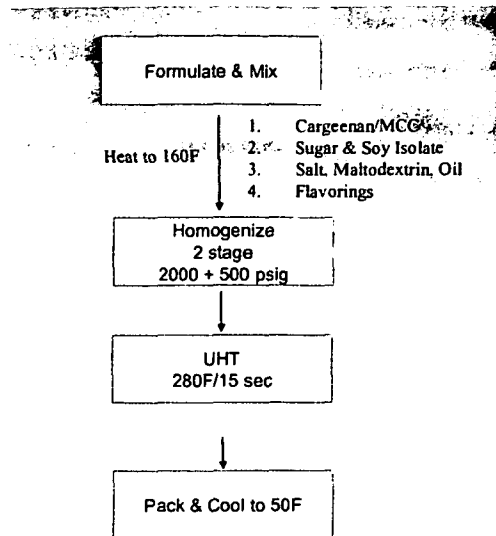 Formulate & Mix
Heat to 160F
1. Cargeenan/MCC
2. Sugar & Soy Isolate
3. Salt, Maltodextrin, Oil
4. Flavorings
Homogenize
2 stage
2000 + 500 psig
UHT
280F/15 sec
Pack & Cool to 50F